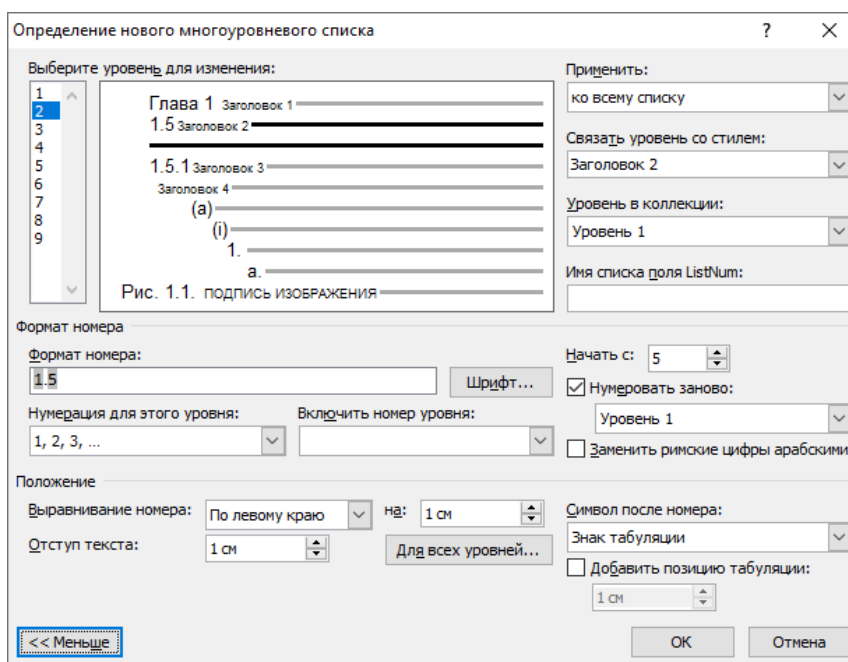 Определение нового многоуровневого списка
?
Выберите уровень для изменения:
1
2
3
4
5
6
7
8
9
Глава 1 Заголовок 1
1.5 Заголовок 2
1.5.1 Заголовок 3
Заголовок 4
(a)
(i)
1.
a.
Рис. 1.1. ПОДПИСЬ ИЗОБРАЖЕНИЯ
Применить:
ко всему списку
Связать уровень со стилем:
Заголовок 2
Уровень в коллекции:
Уровень 1
Имя списка поля ListNum:
Формат номера
Формат номера:
1.5
Шрифт...
Нумерация для этого уровня:
1, 2, 3, ...
Включить номер уровня:
Начать с: 5
Нумеровать заново:
Уровень 1
Заменить римские цифры арабскими
Положение
Выравнивание номера: По левому краю на: 1 см
Отступ текста: 1 см
Для всех уровней...
Символ после номера:
Знак табуляции
Добавить позицию табуляции:
1 см
<< Меньше
ОК
Отмена